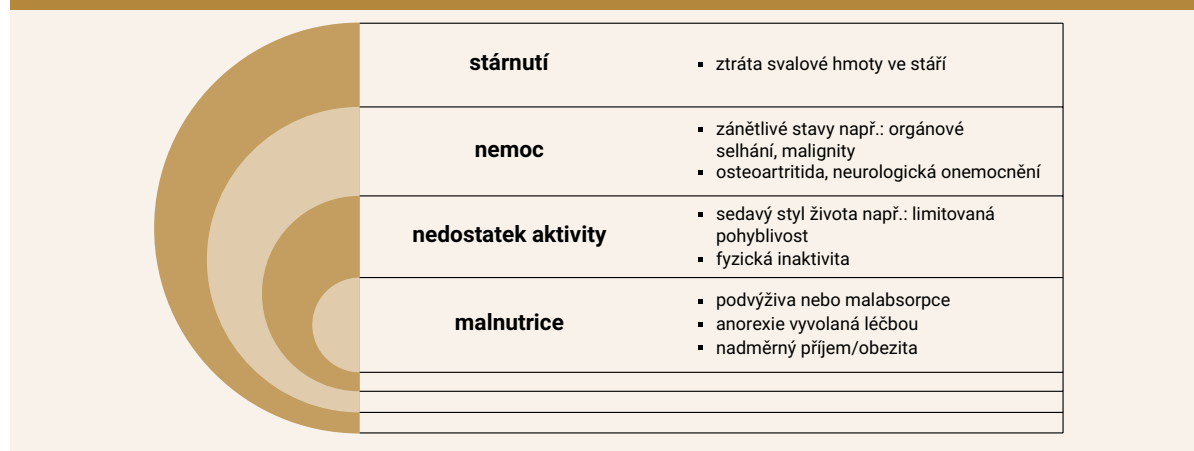 stárnutí
▪ ztráta svalové hmoty ve stáří
nemoc
▪ zánětlivé stavy např.: orgánové
selhání, malignity
▪ osteoartritida, neurologická onemocnění
nedostatek aktivity
▪ sedavý styl života např.: limitovaná
pohyblivost
▪ fyzická inaktivita
malnutrice
▪ podvýživa nebo malabsorpce
▪ anorexie vyvolaná léčbou
▪ nadměrný příjem/obezita